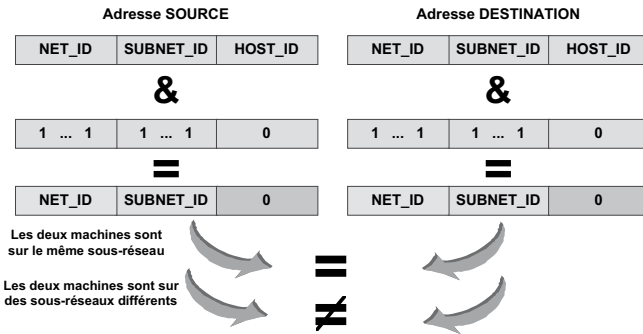 Adresse SOURCE Adresse DESTINATION
NET_ID SUBNET_ID HOST_ID NET_ID SUBNET_ID HOST_ID
& &
1 ... 1 1 ... 1 0 1 ... 1 1 ... 1 0
= =
NET_ID SUBNET_ID 0 NET_ID SUBNET_ID 0
Les deux machines sont
sur le même sous-réseau
=
Les deux machines sont sur
des sous-réseaux différents
≠